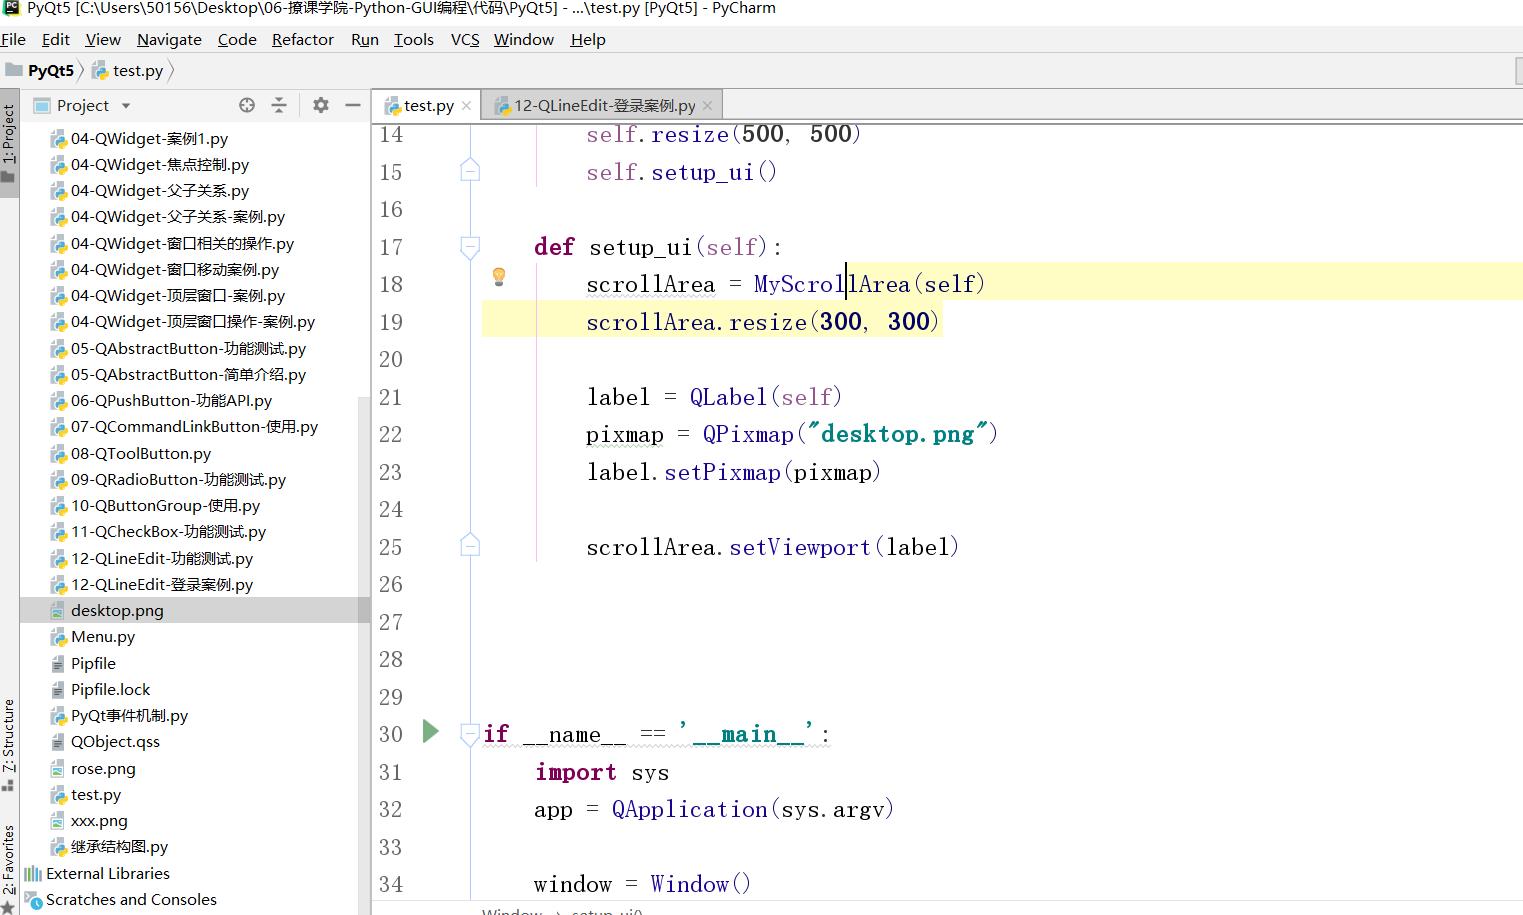 PyQt5 [C:\Users\50156\Desktop\06-撩课学院-Python-GUI编程\代码\PyQt5] - ...\test.py [PyQt5] - PyCharm
File Edit View Navigate Code Refactor Run Tools VCS Window Help
PyQt5 test.py
Project
test.py
12-QLineEdit-登录案例.py
1: Project
7: Structure
2: Favorites
04-QWidget-案例1.py
04-QWidget-焦点控制.py
04-QWidget-父子关系.py
04-QWidget-父子关系-案例.py
04-QWidget-窗口相关的操作.py
04-QWidget-窗口移动案例.py
04-QWidget-顶层窗口-案例.py
04-QWidget-顶层窗口操作-案例.py
05-QAbstractButton-功能测试.py
05-QAbstractButton-简单介绍.py
06-QPushButton-功能API.py
07-QCommandLinkButton-使用.py
08-QToolButton.py
09-QRadioButton-功能测试.py
10-QButtonGroup-使用.py
11-QCheckBox-功能测试.py
12-QLineEdit-功能测试.py
12-QLineEdit-登录案例.py
desktop.png
Menu.py
Pipfile
Pipfile.lock
PyQt事件机制.py
QObject.qss
rose.png
test.py
xxx.png
继承结构图.py
External Libraries
Scratches and Consoles
14 self.resize(500, 500)
15 self.setup_ui()
16
17 def setup_ui(self):
18 scrollArea = MyScrollArea(self)
19 scrollArea.resize(300, 300)
20
21 label = QLabel(self)
22 pixmap = QPixmap("desktop.png")
23 label.setPixmap(pixmap)
24
25 scrollArea.setViewport(label)
26
27
28
29
30 if __name__ == '__main__':
31 import sys
32 app = QApplication(sys.argv)
33
34 window = Window()
Window > setup_ui()